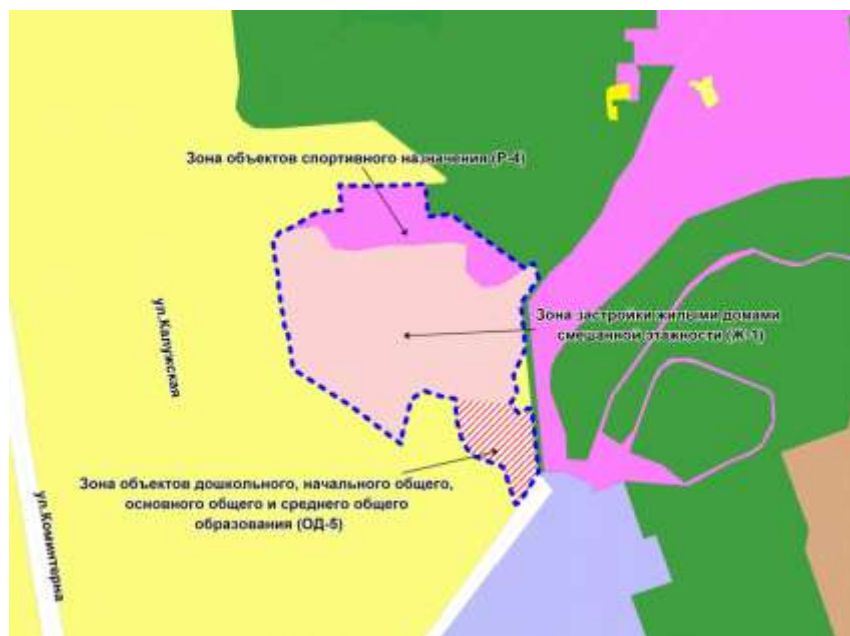 Зона объектов спортивного назначения (Р-4)
Зона застройки жилыми домами
смешанной этажности (Ж-1)
ул.Калужская
Зона объектов дошкольного, начального общего,
основного общего и среднего общего
образования (ОД-5)
ул.Коминтерна